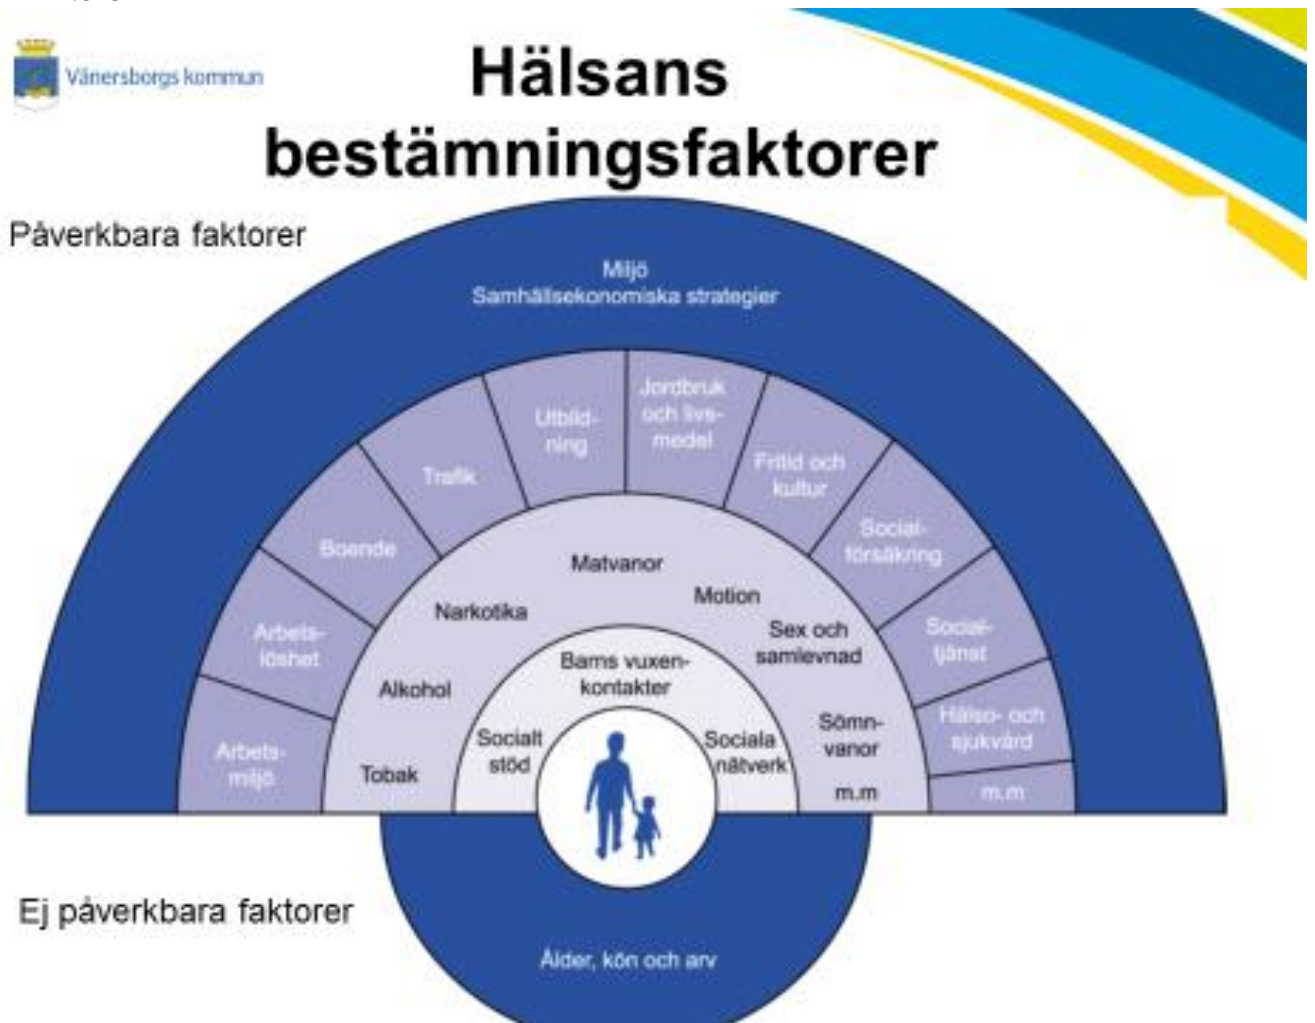 Vänersborgs kommun
Hälsans
bestämningsfaktorer
Påverkbara faktorer
Miljö
Samhällsekonomiska strategier
Arbets-
miljö
Arbets-
löshet
Boende
Trafik
Utbild-
ning
Jordbruk
och livs-
medel
Fritid och
kultur
Social-
försäkring
Social-
tjänst
Hälso- och
sjukvård
m.m
Tobak
Alkohol
Narkotika
Matvanor
Motion
Sex och
samlevnad
Sömn-
vanor
m.m
Socialt
stöd
Barns vuxen-
kontakter
Sociala
nätverk
Ej påverkbara faktorer
Ålder, kön och arv